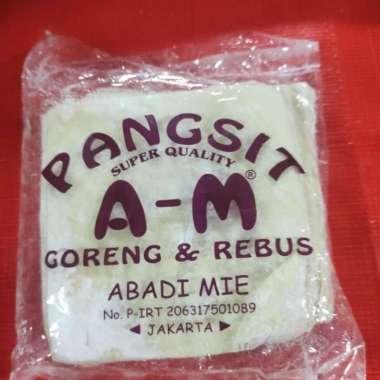 PANGSIT
SUPER QUALITY
A-M®
GORENG & REBUS
ABADI MIE
No. P-IRT 206317501089
◄ JAKARTA ►